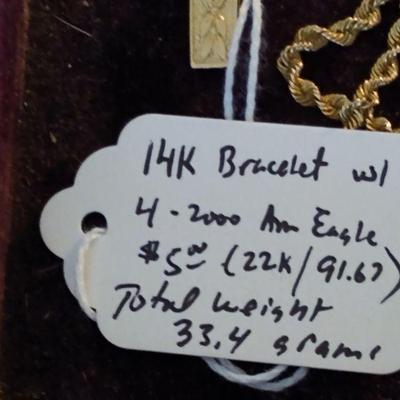 14K Bracelet w/
4-2000 Am Eagle
$5.00 (22K/91.67)
Total weight
33.4 grams